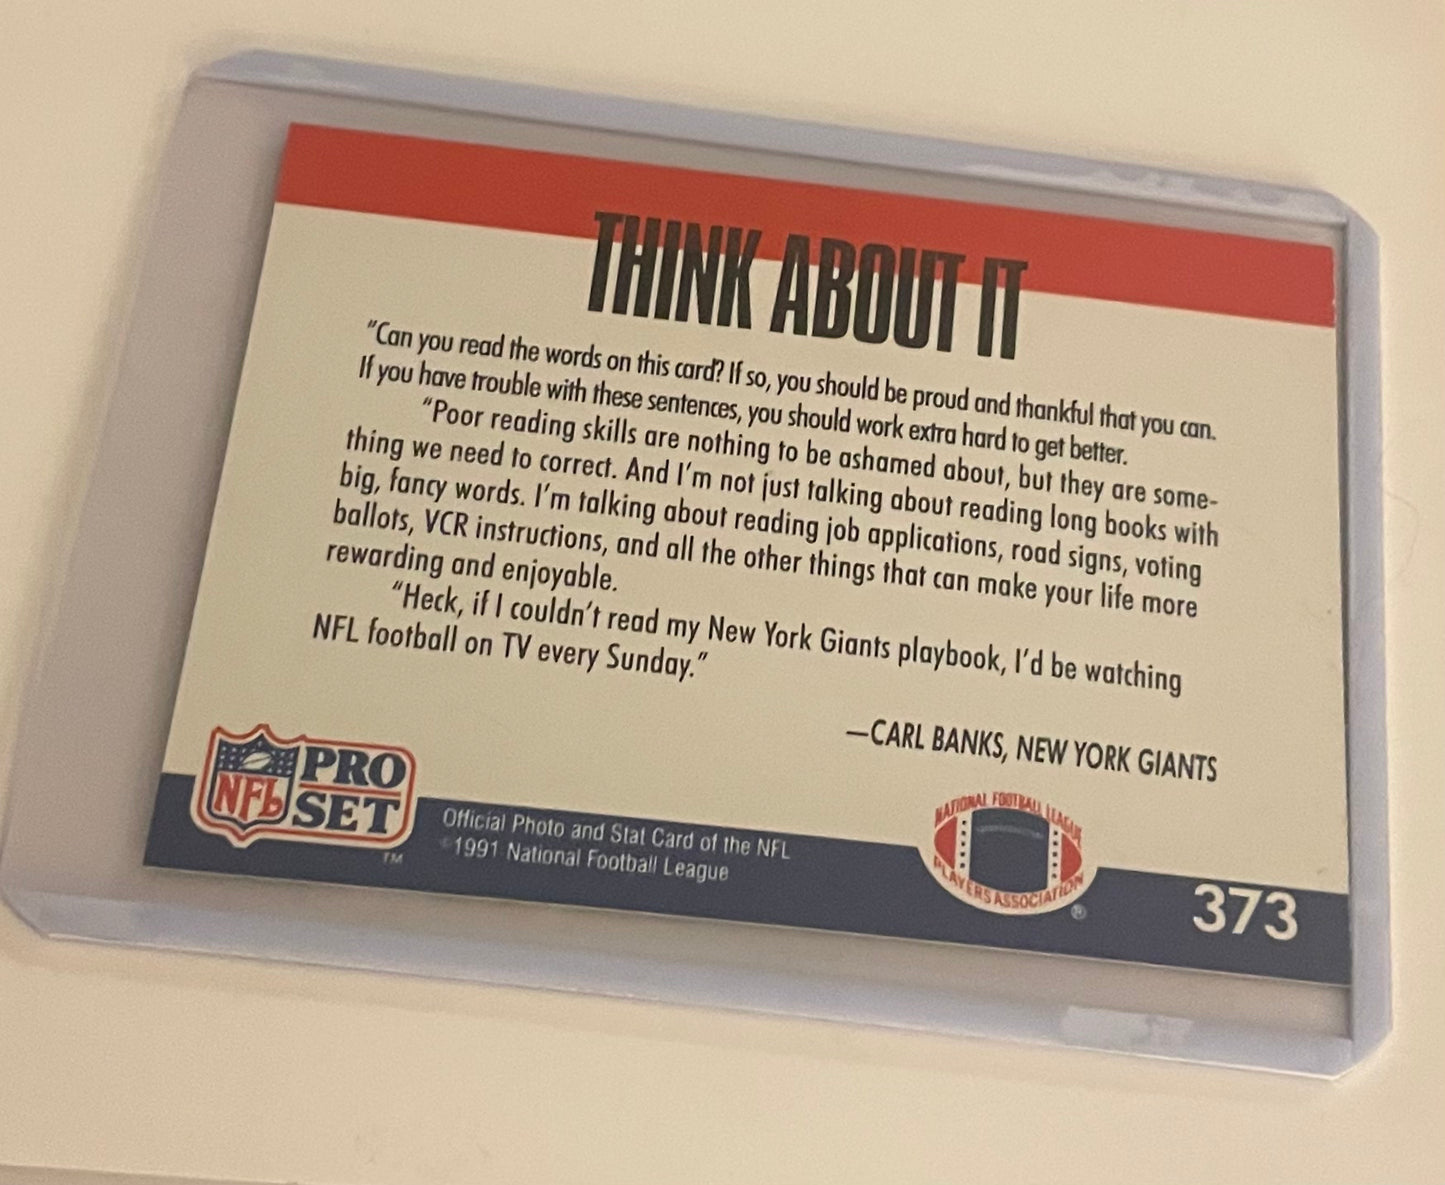 THINK ABOUT IT
"Can you read the words on this card? If so, you should be proud and thankful that you can.
If you have trouble with these sentences, you should work extra hard to get better.
"Poor reading skills are nothing to be ashamed about, but they are some-
thing we need to correct. And I'm not just talking about reading long books with
big, fancy words. I'm talking about reading job applications, road signs, voting
ballots, VCR instructions, and all the other things that can make your life more
rewarding and enjoyable.
"Heck, if I couldn't read my New York Giants playbook, I'd be watching
NFL football on TV every Sunday."
—CARL BANKS, NEW YORK GIANTS
NFL PRO
SET
TM
Official Photo and Stat Card of the NFL
©1991 National Football League
NATIONAL FOOTBALL LEAGUE
PLAYERS ASSOCIATION
®
373